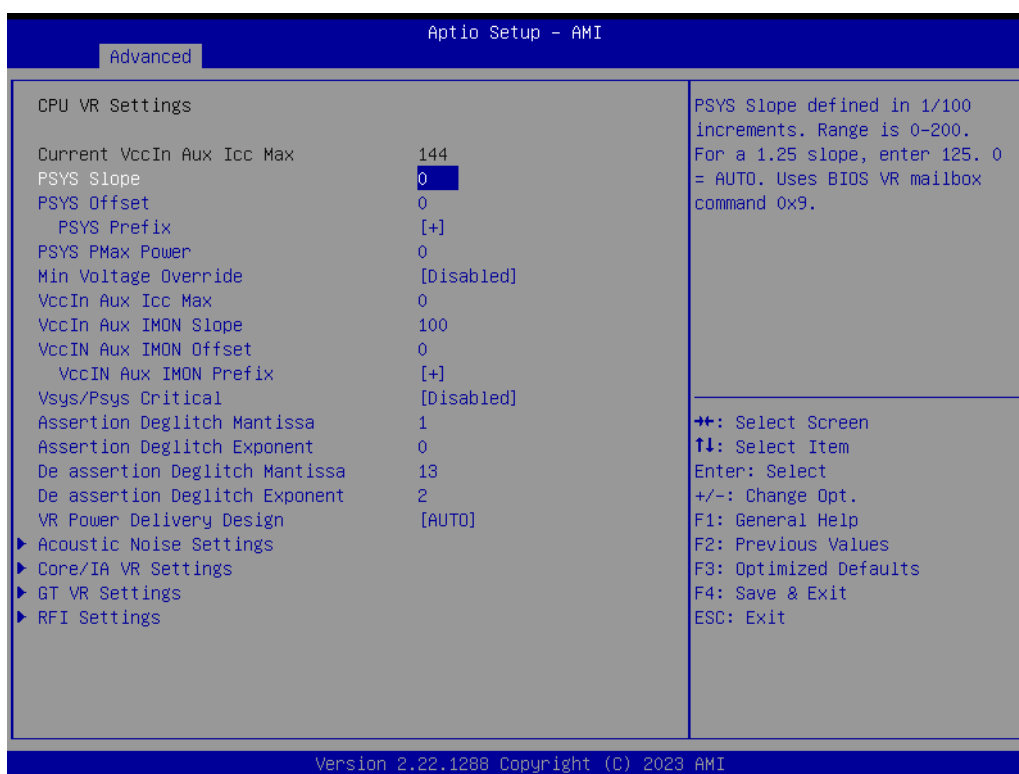 Aptio Setup – AMI
Advanced
CPU VR Settings
Current VccIn Aux Icc Max 144
PSYS Slope 0
PSYS Offset 0
PSYS Prefix [+]
PSYS PMax Power 0
Min Voltage Override [Disabled]
VccIn Aux Icc Max 0
VccIn Aux IMON Slope 100
VccIN Aux IMON Offset 0
VccIN Aux IMON Prefix [+]
Vsys/Psys Critical [Disabled]
Assertion Deglitch Mantissa 1
Assertion Deglitch Exponent 0
De assertion Deglitch Mantissa 13
De assertion Deglitch Exponent 2
VR Power Delivery Design [AUTO]
Acoustic Noise Settings
Core/IA VR Settings
GT VR Settings
RFI Settings
PSYS Slope defined in 1/100
increments. Range is 0-200.
For a 1.25 slope, enter 125. 0
= AUTO. Uses BIOS VR mailbox
command 0x9.
→←: Select Screen
↑↓: Select Item
Enter: Select
+/-: Change Opt.
F1: General Help
F2: Previous Values
F3: Optimized Defaults
F4: Save & Exit
ESC: Exit
Version 2.22.1288 Copyright (C) 2023 AMI